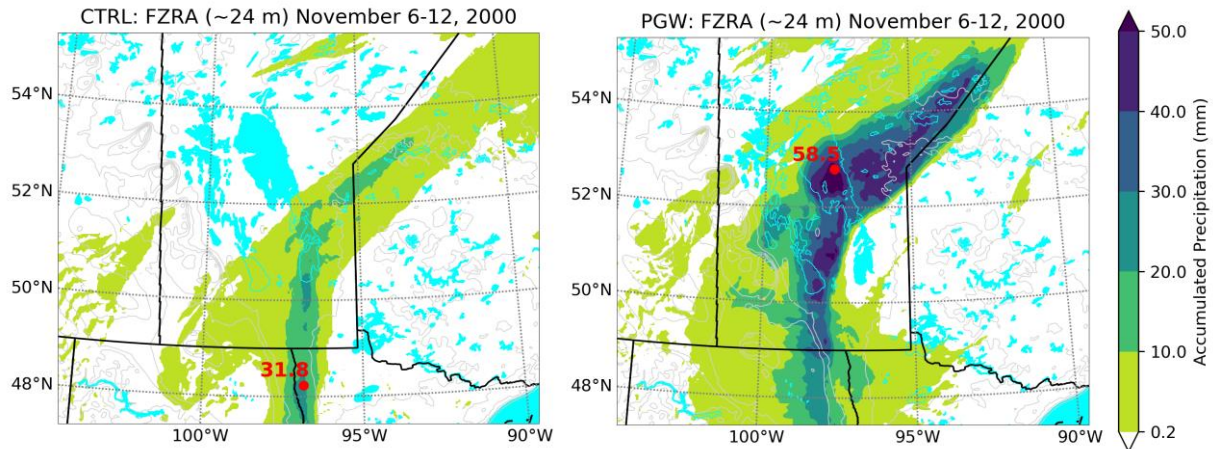 CTRL: FZRA (~24 m) November 6-12, 2000
PGW: FZRA (~24 m) November 6-12, 2000
54°N
52°N
50°N
48°N
100°W
95°W
90°W
31.8
54°N
52°N
50°N
48°N
100°W
95°W
90°W
58.5
50.0
40.0
30.0
20.0
10.0
0.2
Accumulated Precipitation (mm)